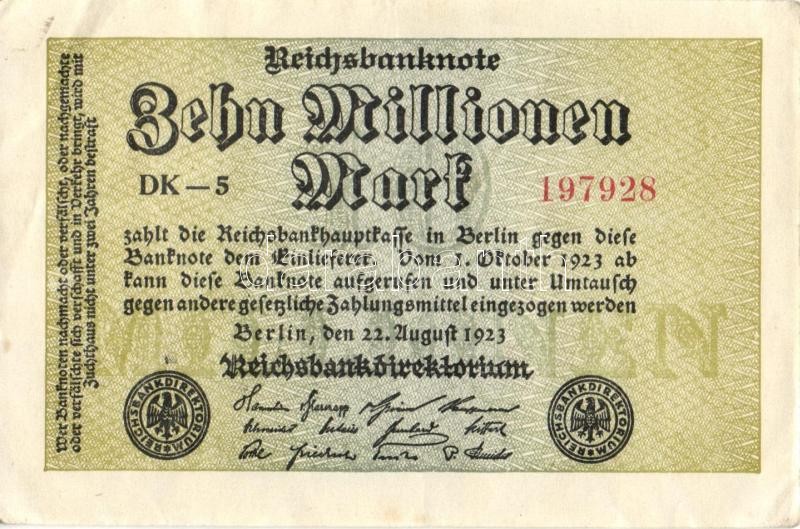 Reichsbanknote
Zehn Millionen
Mark
DK—5
197928
zahlt die Reichsbankhauptkasse in Berlin gegen diese
Banknote dem Einlieferer. Vom 1. Oktober 1923 ab
kann diese Banknote aufgerufen und unter Umtausch
gegen andere gesetzliche Zahlungsmittel eingezogen werden
Berlin, den 22. August 1923
Reichsbankdirektorium
REICHSBANKDIREKTORIUM
REICHSBANKDIREKTORIUM
Wer Banknoten nachmacht oder verfälscht, oder nachgemachte
oder verfälschte sich verschafft und in Verkehr bringt, wird mit
Zuchthaus nicht unter zwei Jahren bestraft